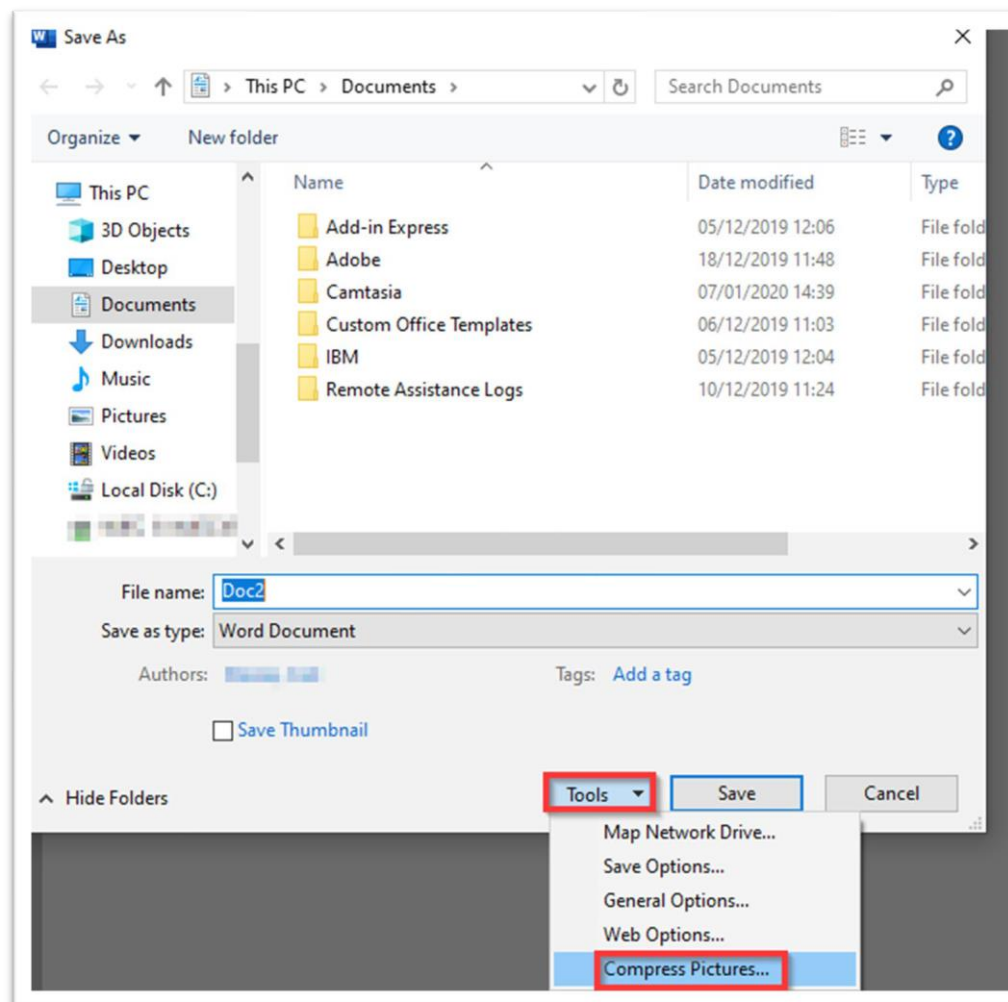 Save As
This PC > Documents >
Search Documents
Organize
New folder
Name
Date modified
Type
This PC
3D Objects
Desktop
Documents
Downloads
Music
Pictures
Videos
Local Disk (C:)
Add-in Express 05/12/2019 12:06 File fold
Adobe 18/12/2019 11:48 File fold
Camtasia 07/01/2020 14:39 File fold
Custom Office Templates 06/12/2019 11:03 File fold
IBM 05/12/2019 12:04 File fold
Remote Assistance Logs 10/12/2019 11:24 File fold
File name: Doc2
Save as type: Word Document
Authors:
Tags: Add a tag
Save Thumbnail
Hide Folders
Tools
Save
Cancel
Map Network Drive...
Save Options...
General Options...
Web Options...
Compress Pictures...